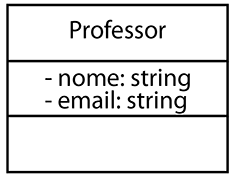 Professor
- nome: string
- email: string